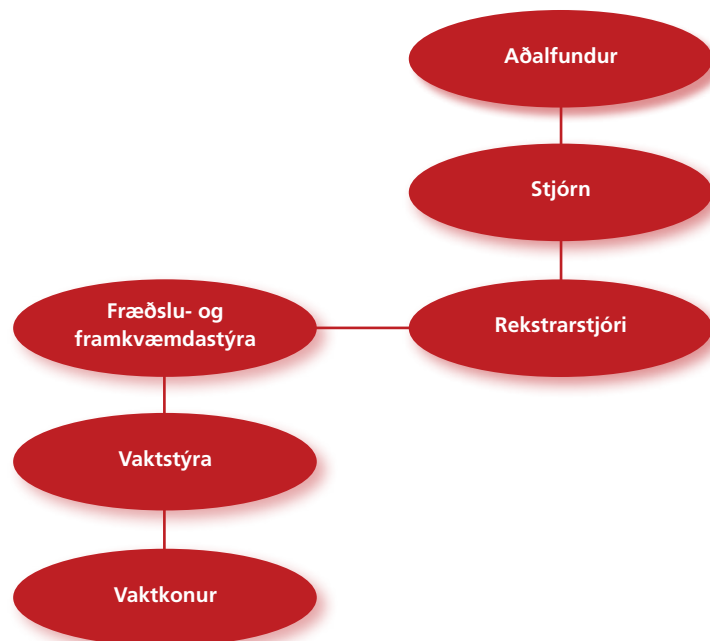 Aðalfundur
Stjórn
Rekstrarstjóri
Fræðslu- og
framkvæmdastýra
Vaktstýra
Vaktkonur